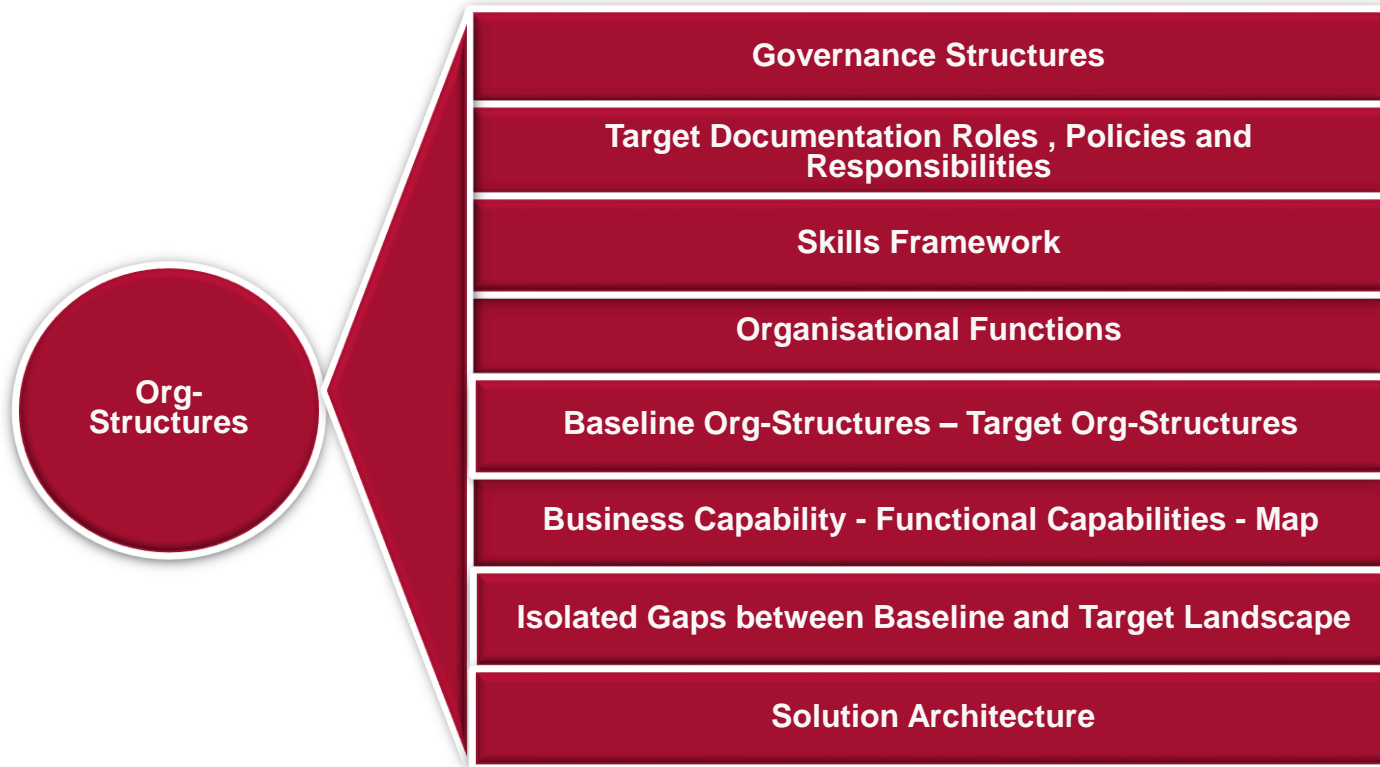 Governance Structures
Target Documentation Roles , Policies and
Responsibilities
Skills Framework
Organisational Functions
Org-
Structures
Baseline Org-Structures – Target Org-Structures
Business Capability - Functional Capabilities - Map
Isolated Gaps between Baseline and Target Landscape
Solution Architecture